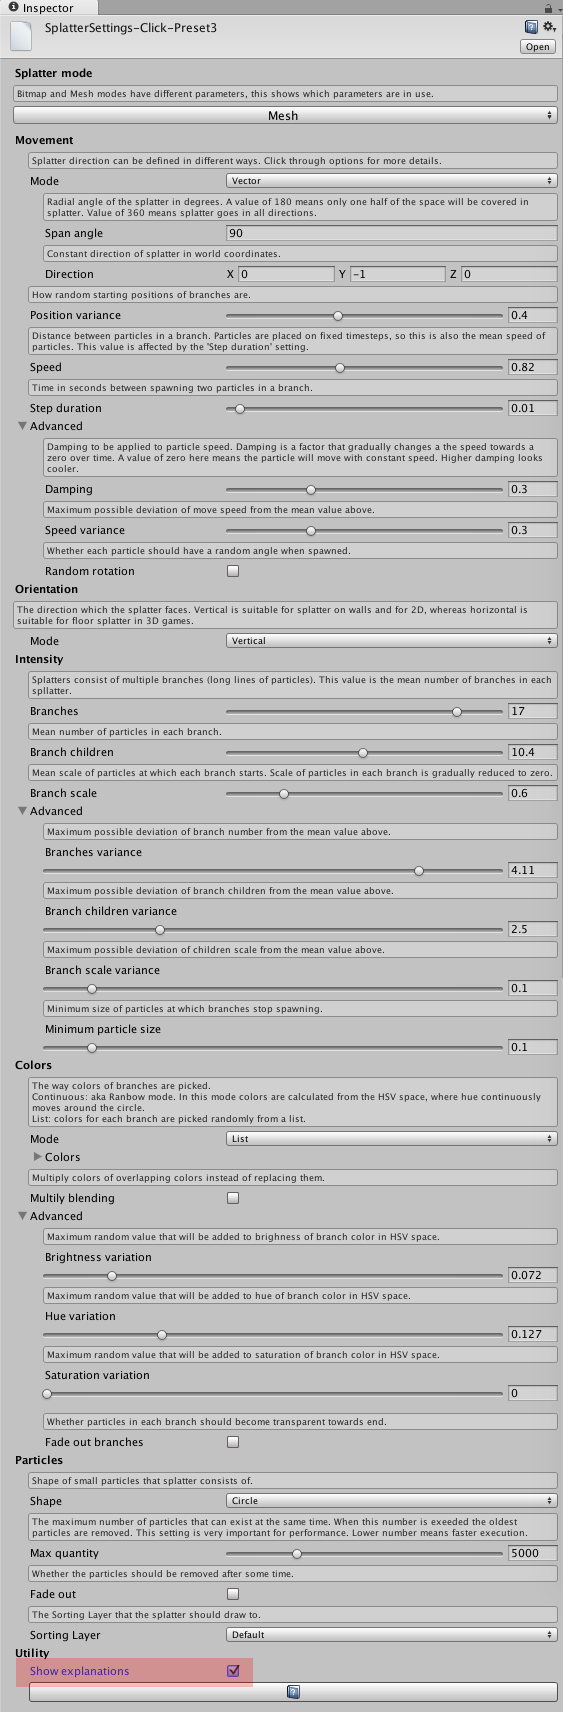 Inspector
SplatterSettings-Click-Preset3
Open
Splatter mode
Bitmap and Mesh modes have different parameters, this shows which parameters are in use.
Mesh
Movement
Splatter direction can be defined in different ways. Click through options for more details.
Mode Vector
Radial angle of the splatter in degrees. A value of 180 means only one half of the space will be covered in
splatter. Value of 360 means splatter goes in all directions.
Span angle 90
Constant direction of splatter in world coordinates.
Direction X 0 Y -1 Z 0
How random starting positions of branches are.
Position variance 0.4
Distance between particles in a branch. Particles are placed on fixed timesteps, so this is also the mean speed of
particles. This value is affected by the 'Step duration' setting.
Speed 0.82
Time in seconds between spawning two particles in a branch.
Step duration 0.01
Advanced
Damping to be applied to particle speed. Damping is a factor that gradually changes a the speed towards a
zero over time. A value of zero here means the particle will move with constant speed. Higher damping looks
cooler.
Damping 0.3
Maximum possible deviation of move speed from the mean value above.
Speed variance 0.3
Whether each particle should have a random angle when spawned.
Random rotation
Orientation
The direction which the splatter faces. Vertical is suitable for splatter on walls and for 2D, whereas horizontal is
suitable for floor splatter in 3D games.
Mode Vertical
Intensity
Splatters consist of multiple branches (long lines of particles). This value is the mean number of branches in each
spllatter.
Branches 17
Mean number of particles in each branch.
Branch children 10.4
Mean scale of particles at which each branch starts. Scale of particles in each branch is gradually reduced to zero.
Branch scale 0.6
Advanced
Maximum possible deviation of branch number from the mean value above.
Branches variance
4.11
Maximum possible deviation of branch children from the mean value above.
Branch children variance
2.5
Maximum possible deviation of children scale from the mean value above.
Branch scale variance
0.1
Minimum size of particles at which branches stop spawning.
Minimum particle size
0.1
Colors
The way colors of branches are picked.
Continuous: aka Ranbow mode. In this mode colors are calculated from the HSV space, where hue continuously
moves around the circle.
List: colors for each branch are picked randomly from a list.
Mode List
Colors
Multiply colors of overlapping colors instead of replacing them.
Multily blending
Advanced
Maximum random value that will be added to brighness of branch color in HSV space.
Brightness variation
0.072
Maximum random value that will be added to hue of branch color in HSV space.
Hue variation
0.127
Maximum random value that will be added to saturation of branch color in HSV space.
Saturation variation
0
Whether particles in each branch should become transparent towards end.
Fade out branches
Particles
Shape of small particles that splatter consists of.
Shape Circle
The maximum number of particles that can exist at the same time. When this number is exeeded the oldest
particles are removed. This setting is very important for performance. Lower number means faster execution.
Max quantity 5000
Whether the particles should be removed after some time.
Fade out
The Sorting Layer that the splatter should draw to.
Sorting Layer Default
Utility
Show explanations